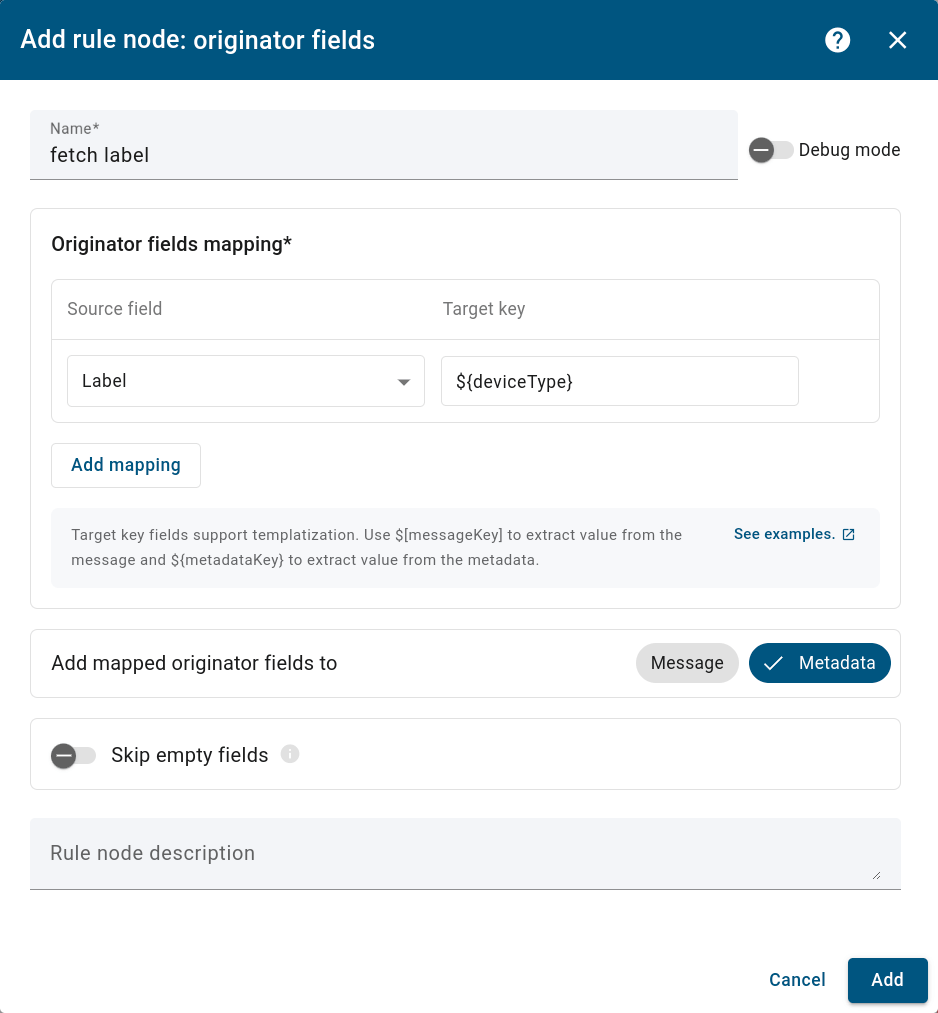 Add rule node: originator fields
Name*
fetch label
Debug mode
Originator fields mapping*
Source field Target key
Label ${deviceType}
Add mapping
Target key fields support templatization. Use $[messageKey] to extract value from the
message and ${metadataKey} to extract value from the metadata.
See examples.
Add mapped originator fields to Message Metadata
Skip empty fields
Rule node description
Cancel Add